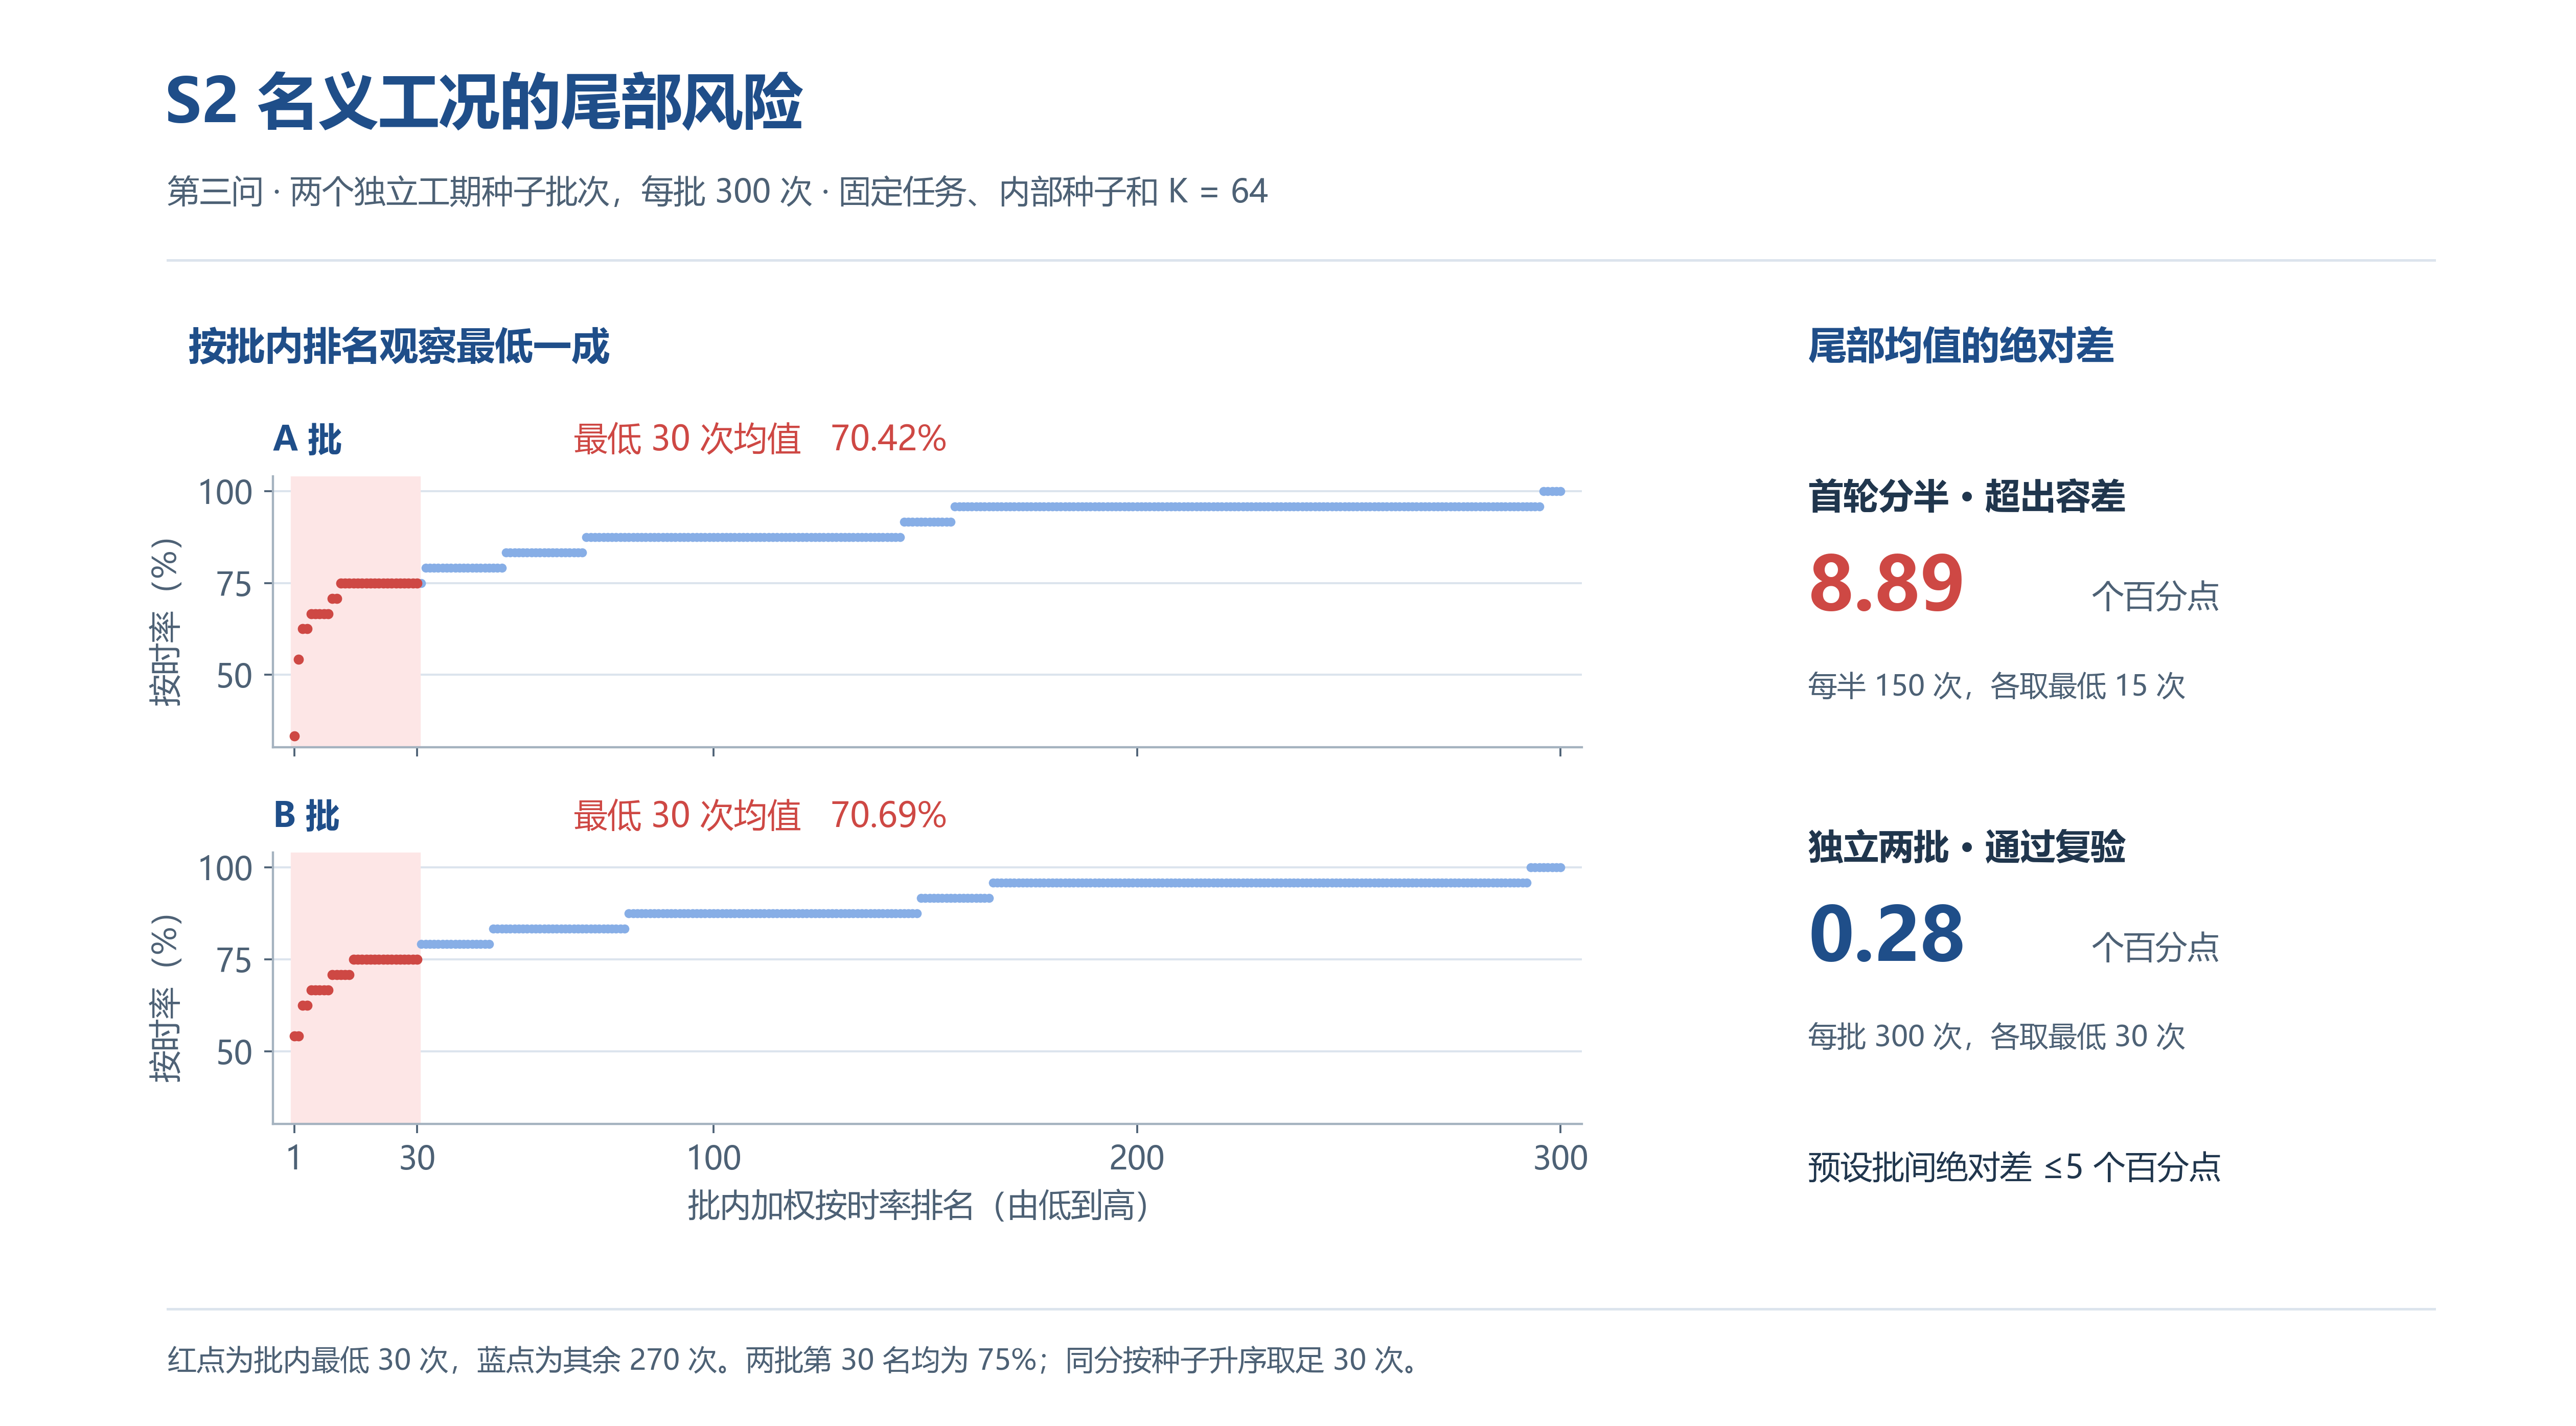 S2 名义工况的尾部风险
第三问 · 两个独立工期种子批次，每批 300 次 · 固定任务、内部种子和 K = 64
按批内排名观察最低一成
A 批
最低 30 次均值 70.42%
100
75
50
按时率（%）
B 批
最低 30 次均值 70.69%
100
75
50
按时率（%）
1
30
100
200
300
批内加权按时率排名（由低到高）
尾部均值的绝对差
首轮分半 · 超出容差
8.89 个百分点
每半 150 次，各取最低 15 次
独立两批 · 通过复验
0.28 个百分点
每批 300 次，各取最低 30 次
预设批间绝对差 ≤5 个百分点
红点为批内最低 30 次，蓝点为其余 270 次。两批第 30 名均为 75%；同分按种子升序取足 30 次。